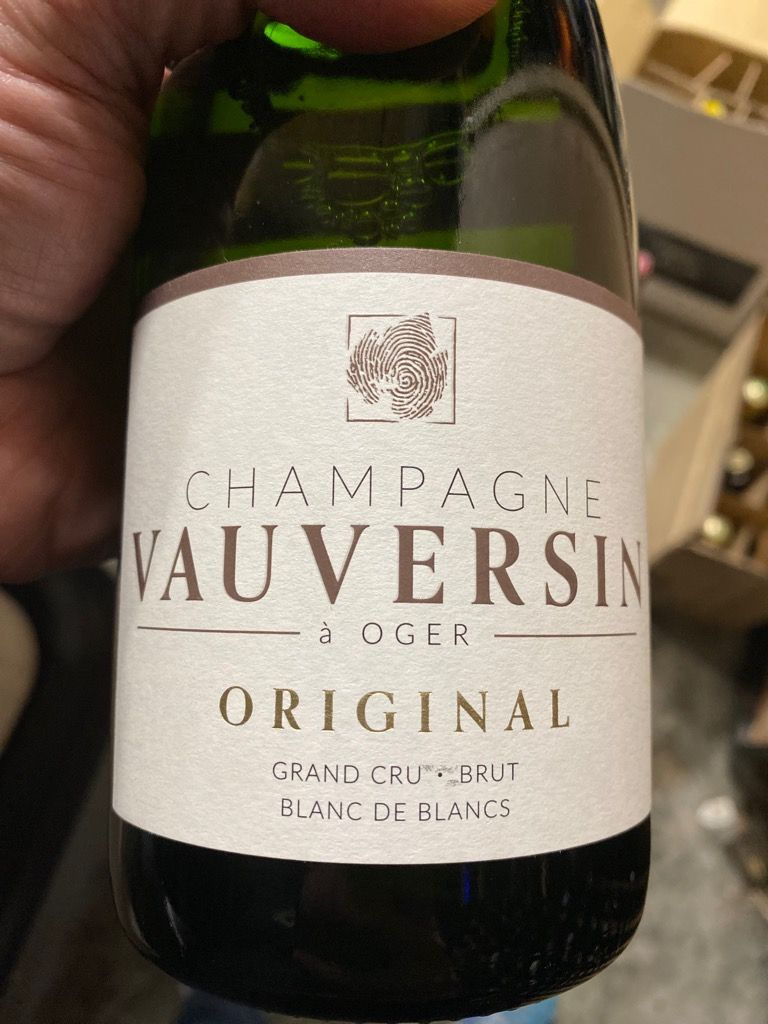 CHAMPAGNE
VAUVERSIN
à OGER
ORIGINAL
GRAND CRU • BRUT
BLANC DE BLANCS